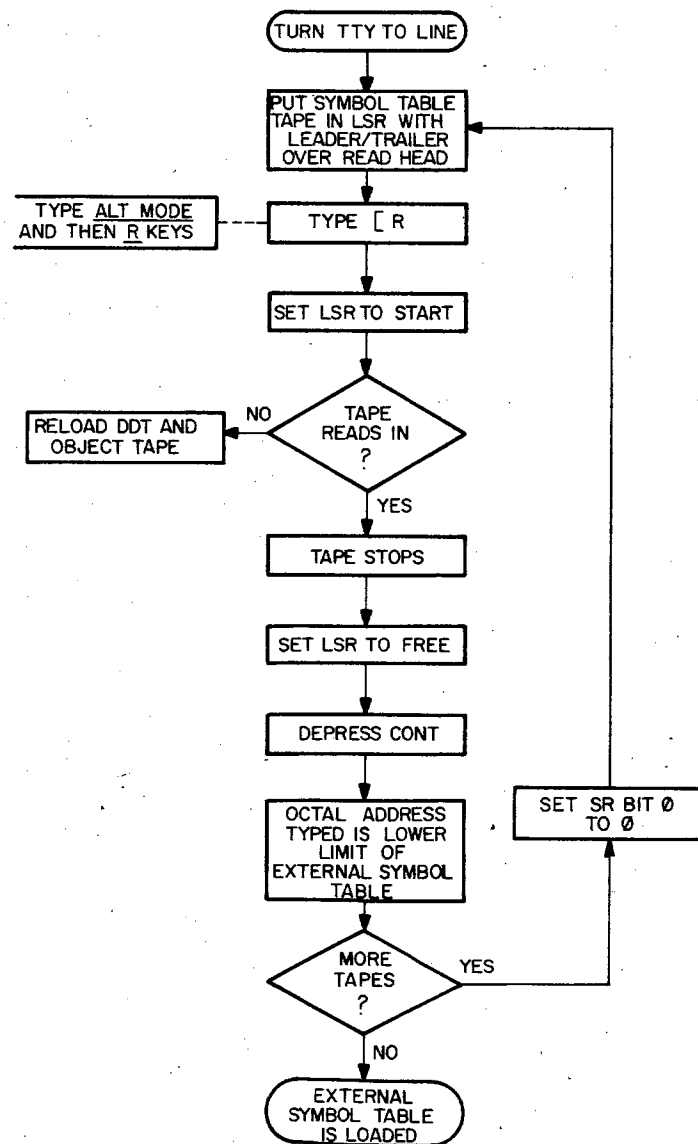 TURN TTY TO LINE
PUT SYMBOL TABLE
TAPE IN LSR WITH
LEADER/TRAILER
OVER READ HEAD
TYPE ALT MODE
AND THEN R KEYS
TYPE [ R
SET LSR TO START
TAPE
READS IN
?
NO
RELOAD DDT AND
OBJECT TAPE
YES
TAPE STOPS
SET LSR TO FREE
DEPRESS CONT
OCTAL ADDRESS
TYPED IS LOWER
LIMIT OF
EXTERNAL SYMBOL
TABLE
SET SR BIT Ø
TO Ø
MORE
TAPES
?
YES
NO
EXTERNAL
SYMBOL TABLE
IS LOADED